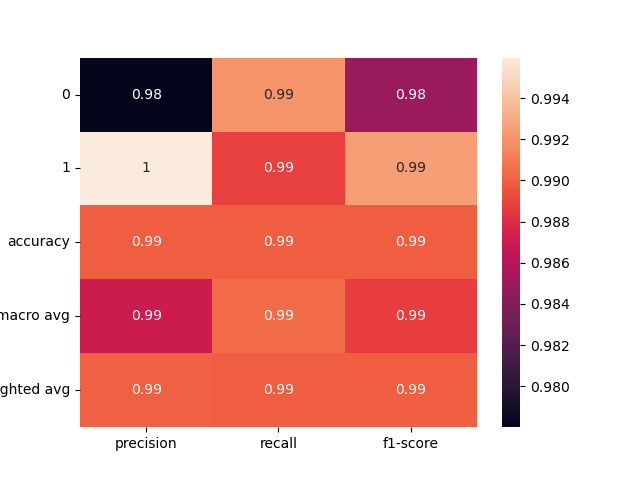 0 0.98 0.99 0.98
1 1 0.99 0.99
accuracy 0.99 0.99 0.99
macro avg 0.99 0.99 0.99
ghted avg 0.99 0.99 0.99
precision recall f1-score
0.994
0.992
0.990
0.988
0.986
0.984
0.982
0.980